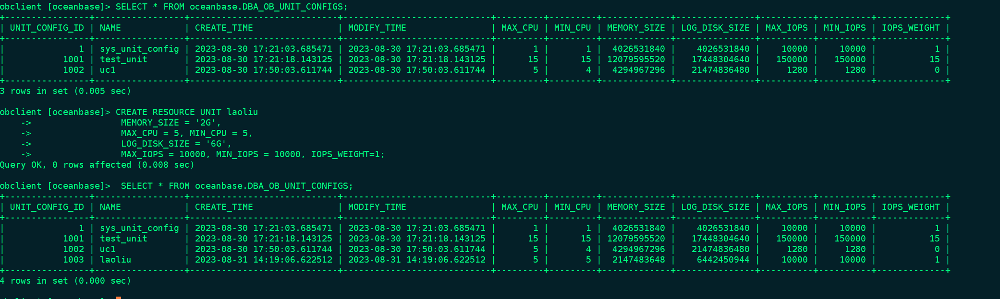 obclient [oceanbase]> SELECT * FROM oceanbase.DBA_OB_UNIT_CONFIGS;
+----------------+-----------------+----------------------------+----------------------------+---------+---------+-------------+---------------+----------+----------+-------------+
| UNIT_CONFIG_ID | NAME            | CREATE_TIME                | MODIFY_TIME                | MAX_CPU | MIN_CPU | MEMORY_SIZE | LOG_DISK_SIZE | MAX_IOPS | MIN_IOPS | IOPS_WEIGHT |
+----------------+-----------------+----------------------------+----------------------------+---------+---------+-------------+---------------+----------+----------+-------------+
|              1 | sys_unit_config | 2023-08-30 17:21:03.685471 | 2023-08-30 17:21:03.685471 |       1 |       1 |  4026531840 |    4026531840 |    10000 |    10000 |           1 |
|           1001 | test_unit       | 2023-08-30 17:21:18.143125 | 2023-08-30 17:21:18.143125 |      15 |      15 | 12079595520 |   17448304640 |   150000 |   150000 |          15 |
|           1002 | uc1             | 2023-08-30 17:50:03.611744 | 2023-08-30 17:50:03.611744 |       5 |       4 |  4294967296 |   21474836480 |     1280 |     1280 |           0 |
+----------------+-----------------+----------------------------+----------------------------+---------+---------+-------------+---------------+----------+----------+-------------+
3 rows in set (0.005 sec)
obclient [oceanbase]> CREATE RESOURCE UNIT laoliu
    ->                 MEMORY_SIZE = '2G',
    ->                 MAX_CPU = 5, MIN_CPU = 5,
    ->                 LOG_DISK_SIZE = '6G',
    ->                 MAX_IOPS = 10000, MIN_IOPS = 10000, IOPS_WEIGHT=1;
Query OK, 0 rows affected (0.008 sec)
obclient [oceanbase]>  SELECT * FROM oceanbase.DBA_OB_UNIT_CONFIGS;
+----------------+-----------------+----------------------------+----------------------------+---------+---------+-------------+---------------+----------+----------+-------------+
| UNIT_CONFIG_ID | NAME            | CREATE_TIME                | MODIFY_TIME                | MAX_CPU | MIN_CPU | MEMORY_SIZE | LOG_DISK_SIZE | MAX_IOPS | MIN_IOPS | IOPS_WEIGHT |
+----------------+-----------------+----------------------------+----------------------------+---------+---------+-------------+---------------+----------+----------+-------------+
|              1 | sys_unit_config | 2023-08-30 17:21:03.685471 | 2023-08-30 17:21:03.685471 |       1 |       1 |  4026531840 |    4026531840 |    10000 |    10000 |           1 |
|           1001 | test_unit       | 2023-08-30 17:21:18.143125 | 2023-08-30 17:21:18.143125 |      15 |      15 | 12079595520 |   17448304640 |   150000 |   150000 |          15 |
|           1002 | uc1             | 2023-08-30 17:50:03.611744 | 2023-08-30 17:50:03.611744 |       5 |       4 |  4294967296 |   21474836480 |     1280 |     1280 |           0 |
|           1003 | laoliu          | 2023-08-31 14:19:06.622512 | 2023-08-31 14:19:06.622512 |       5 |       5 |  2147483648 |    6442450944 |    10000 |    10000 |           1 |
+----------------+-----------------+----------------------------+----------------------------+---------+---------+-------------+---------------+----------+----------+-------------+
4 rows in set (0.000 sec)